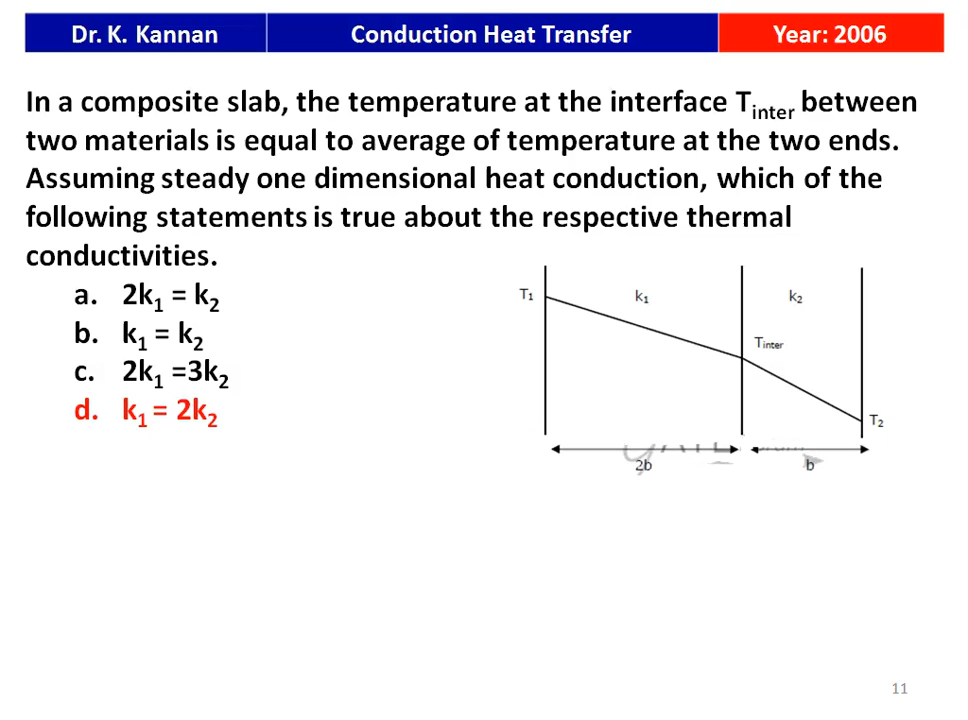 Dr. K. Kannan Conduction Heat Transfer Year: 2006
In a composite slab, the temperature at the interface Tinter between
two materials is equal to average of temperature at the two ends.
Assuming steady one dimensional heat conduction, which of the
following statements is true about the respective thermal
conductivities.
a. 2k1 = k2
b. k1 = k2
c. 2k1 =3k2
d. k1 = 2k2
T1 k1 k2
Tinter
T2
2b b
11